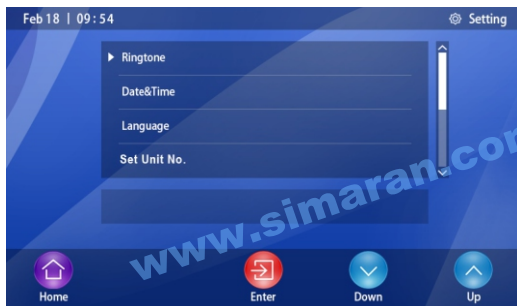 Feb 18 | 09:54 Setting
Ringtone
Date&Time
Language
Set Unit No.
www.simaran.com
Home Enter Down Up